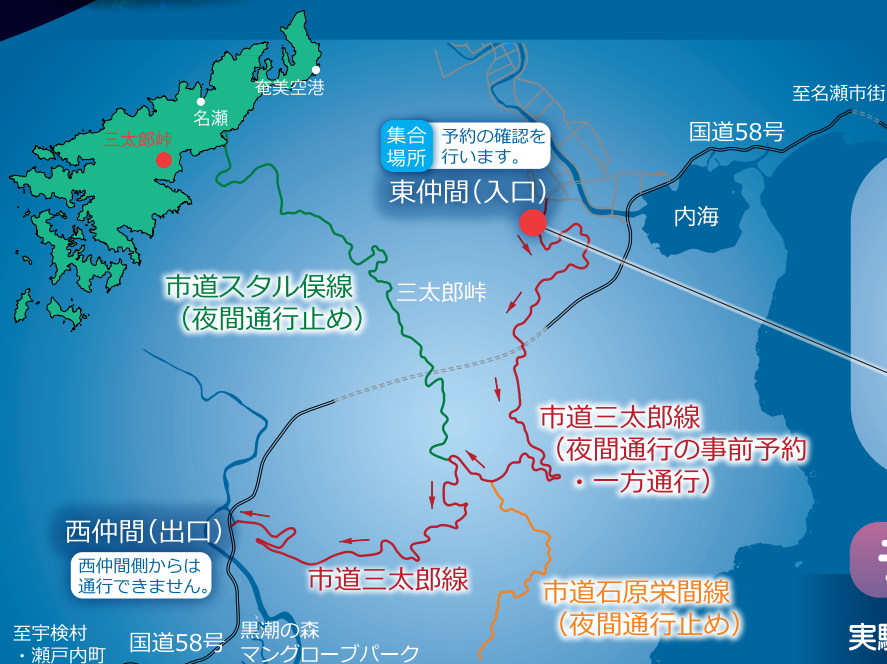 奄美空港
名瀬
三太郎峠
集合
場所
予約の確認を
行います。
東仲間(入口)
至名瀬市街
国道58号
内海
市道スタル俣線
(夜間通行止め)
三太郎峠
市道三太郎線
(夜間通行の事前予約
・一方通行)
西仲間(出口)
西仲間側からは
通行できません。
市道三太郎線
市道石原栄間線
(夜間通行止め)
至宇検村
・瀬戸内町
国道58号
黒潮の森
マングローブパーク
実